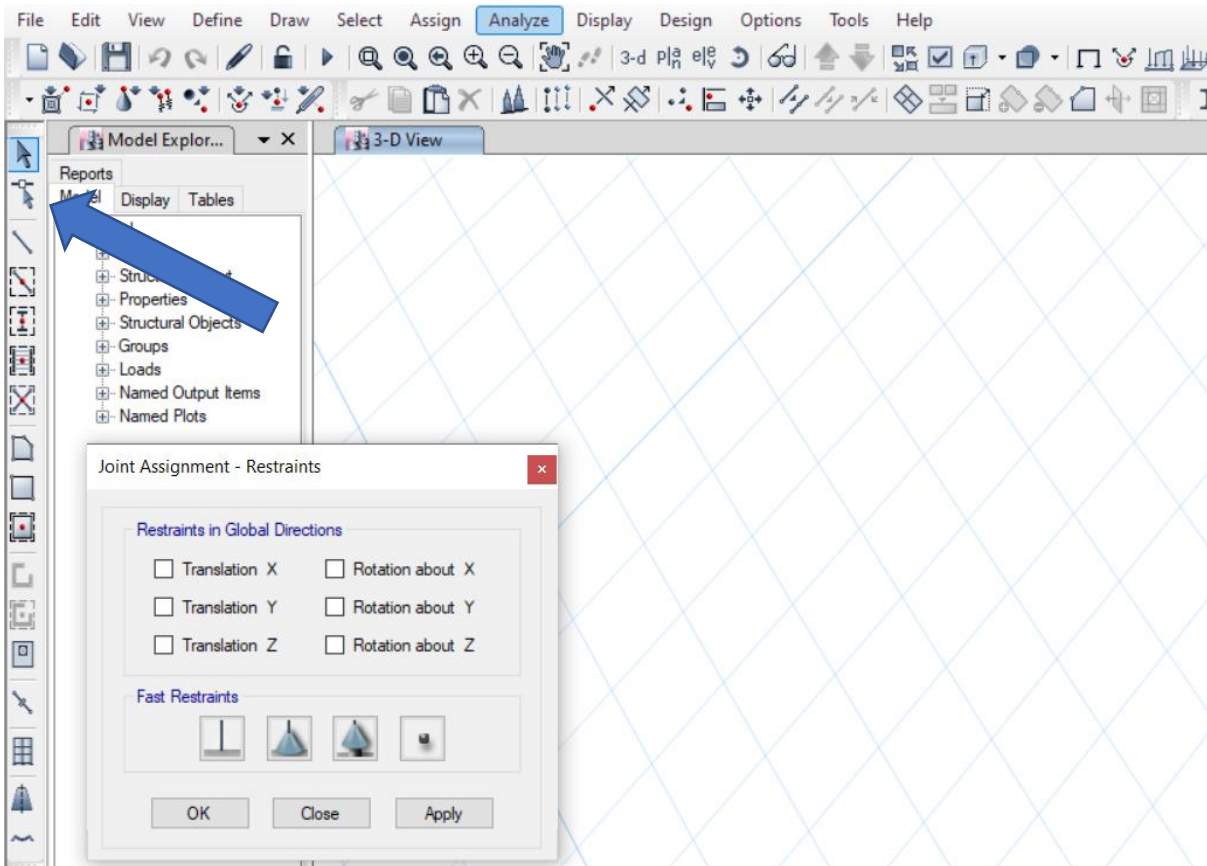 File Edit View Define Draw Select Assign Analyze Display Design Options Tools Help
3-d pla n ele v
Model Explor...
3-D View
Reports
Display Tables
Properties
Structural Objects
Groups
Loads
Named Output Items
Named Plots
Joint Assignment - Restraints
Restraints in Global Directions
Translation X Rotation about X
Translation Y Rotation about Y
Translation Z Rotation about Z
Fast Restraints
OK Close Apply